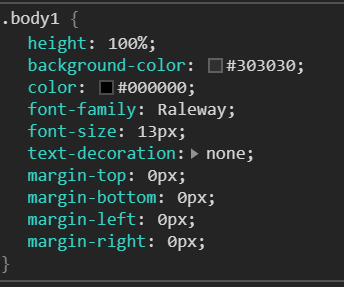 .body1 {
height: 100%;
background-color: #303030;
color: #000000;
font-family: Raleway;
font-size: 13px;
text-decoration: none;
margin-top: 0px;
margin-bottom: 0px;
margin-left: 0px;
margin-right: 0px;
}